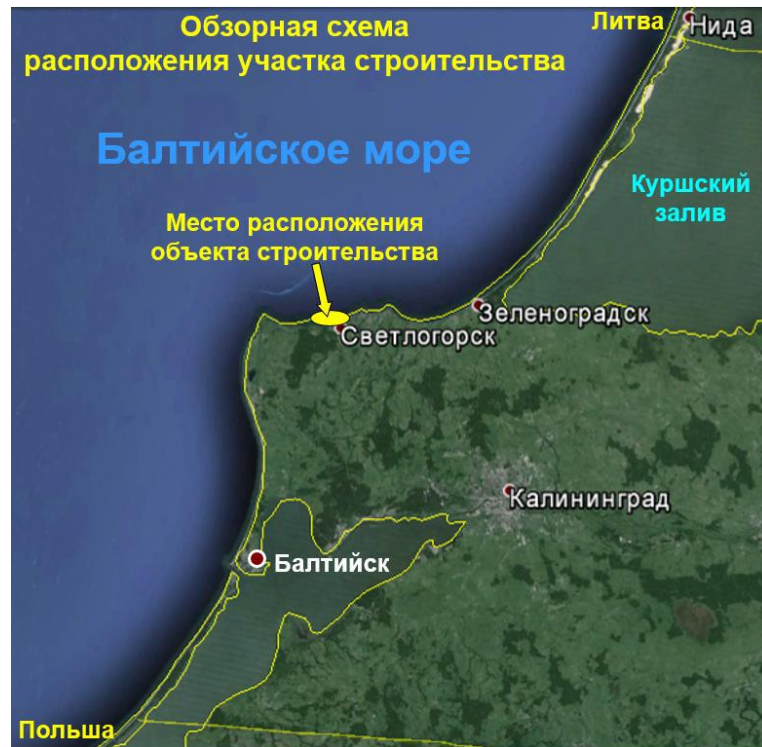 Обзорная схема
расположения участка строительства
Литва
Нида
Балтийское море
Куршский
залив
Место расположения
объекта строительства
Зеленоградск
Светлогорск
Калининград
Балтийск
Польша